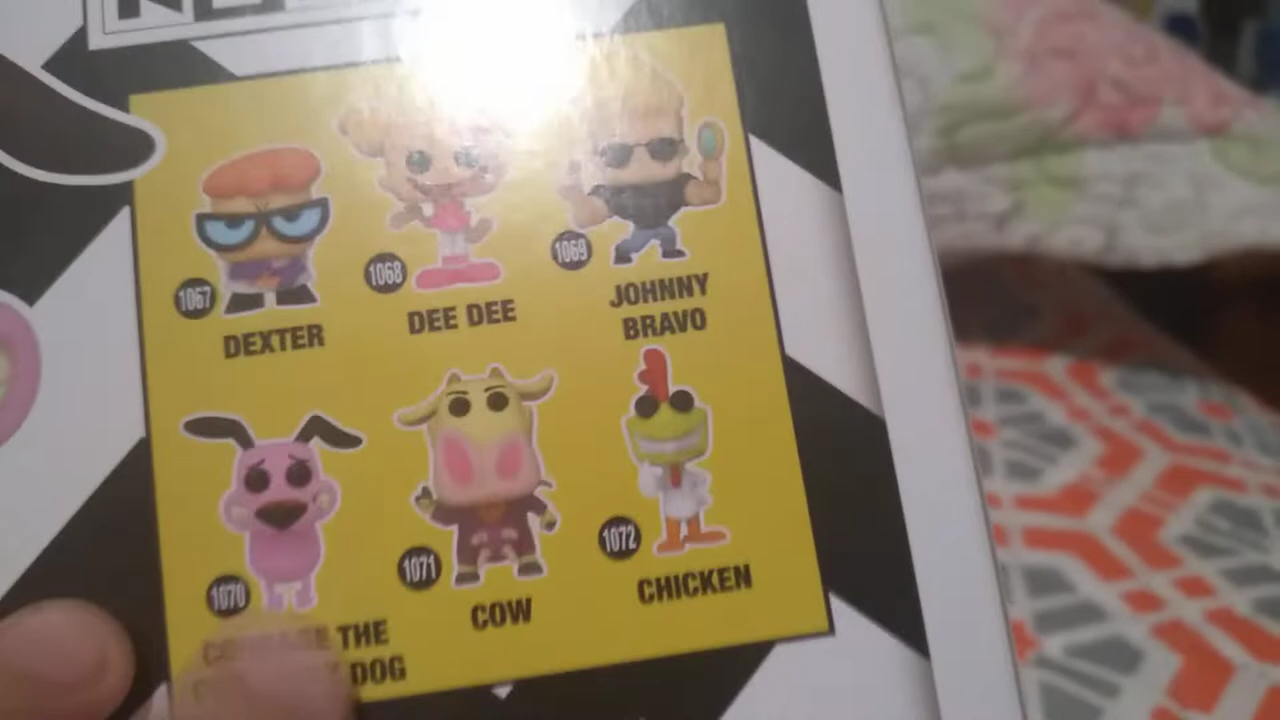 1067
DEXTER
1068
DEE DEE
1069
JOHNNY
BRAVO
1070
THE
DOG
1071
COW
1072
CHICKEN